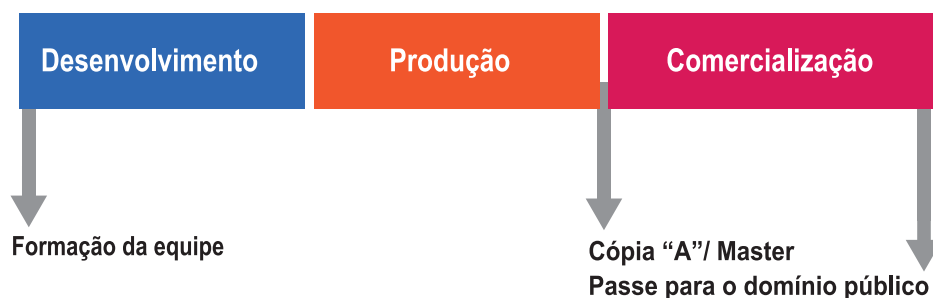 Desenvolvimento
Produção
Comercialização
Formação da equipe
Cópia “A”/ Master
Passe para o domínio público